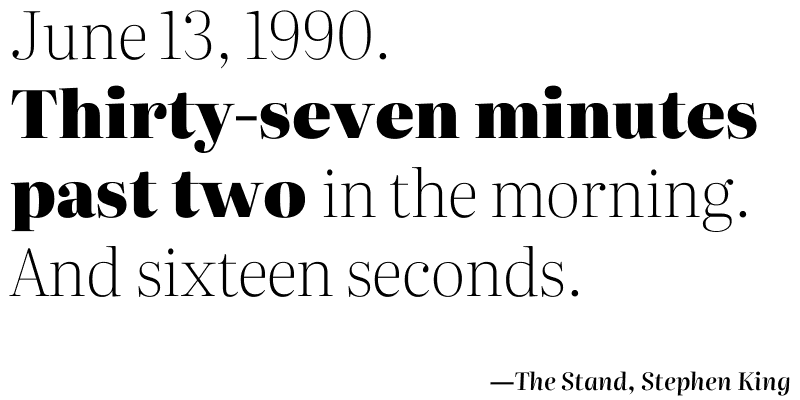 June 13, 1990.
Thirty-seven minutes
past two in the morning.
And sixteen seconds.
—The Stand, Stephen King